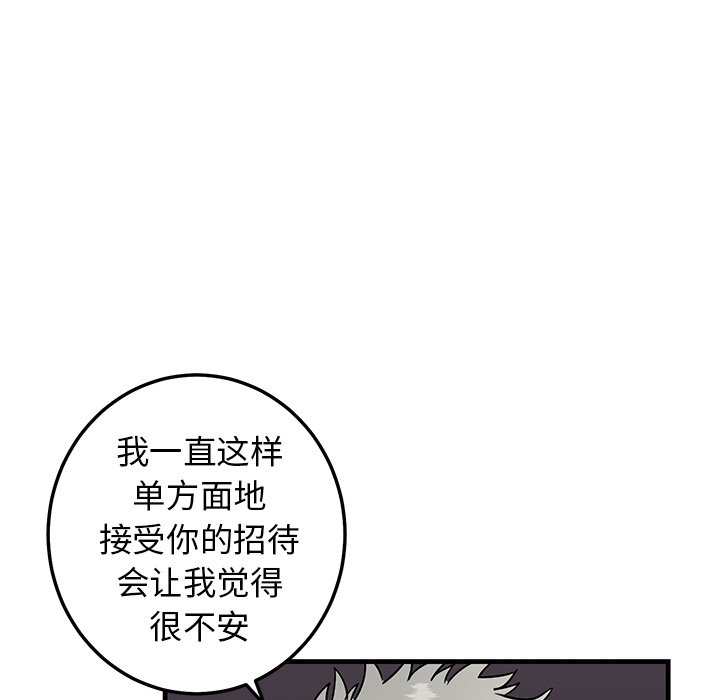 我一直这样
单方面地
接受你的招待
会让我觉得
很不安